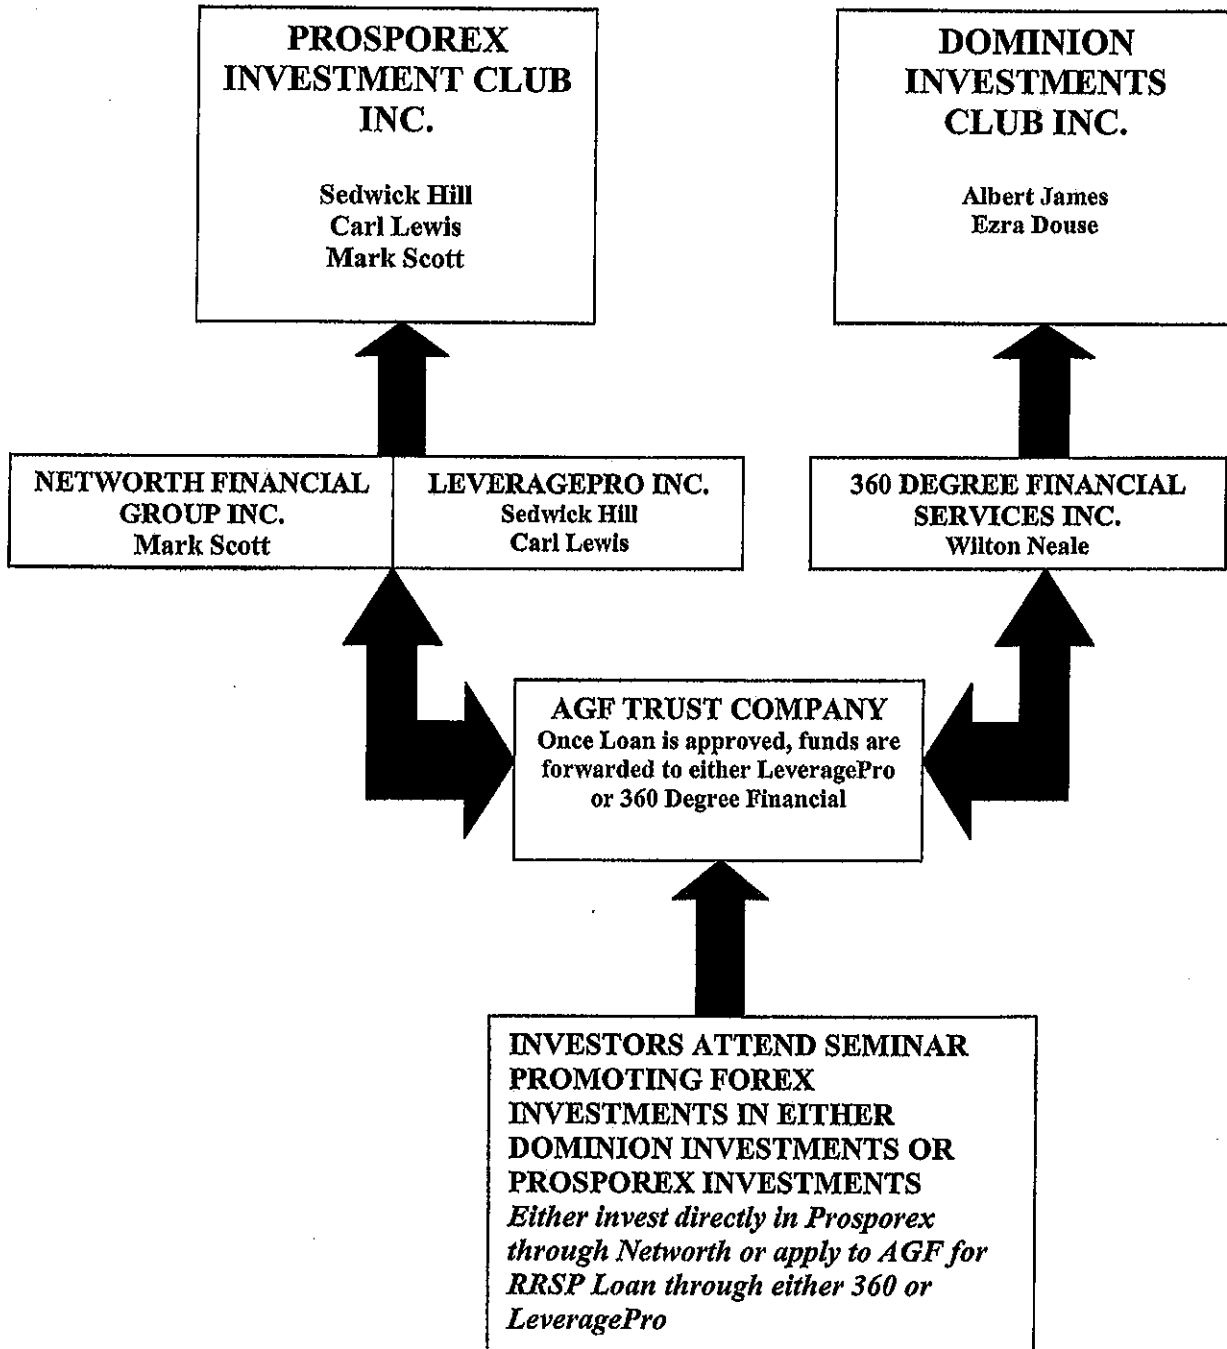 PROSPOREX
INVESTMENT CLUB
INC.
Sedwick Hill
Carl Lewis
Mark Scott
DOMINION
INVESTMENTS
CLUB INC.
Albert James
Ezra Douse
NETWORTH FINANCIAL
GROUP INC.
Mark Scott
LEVERAGEPRO INC.
Sedwick Hill
Carl Lewis
360 DEGREE FINANCIAL
SERVICES INC.
Wilton Neale
AGF TRUST COMPANY
Once Loan is approved, funds are
forwarded to either LeveragePro
or 360 Degree Financial
INVESTORS ATTEND SEMINAR
PROMOTING FOREX
INVESTMENTS IN EITHER
DOMINION INVESTMENTS OR
PROSPOREX INVESTMENTS
Either invest directly in Prosporex
through Networth or apply to AGF for
RRSP Loan through either 360 or
LeveragePro